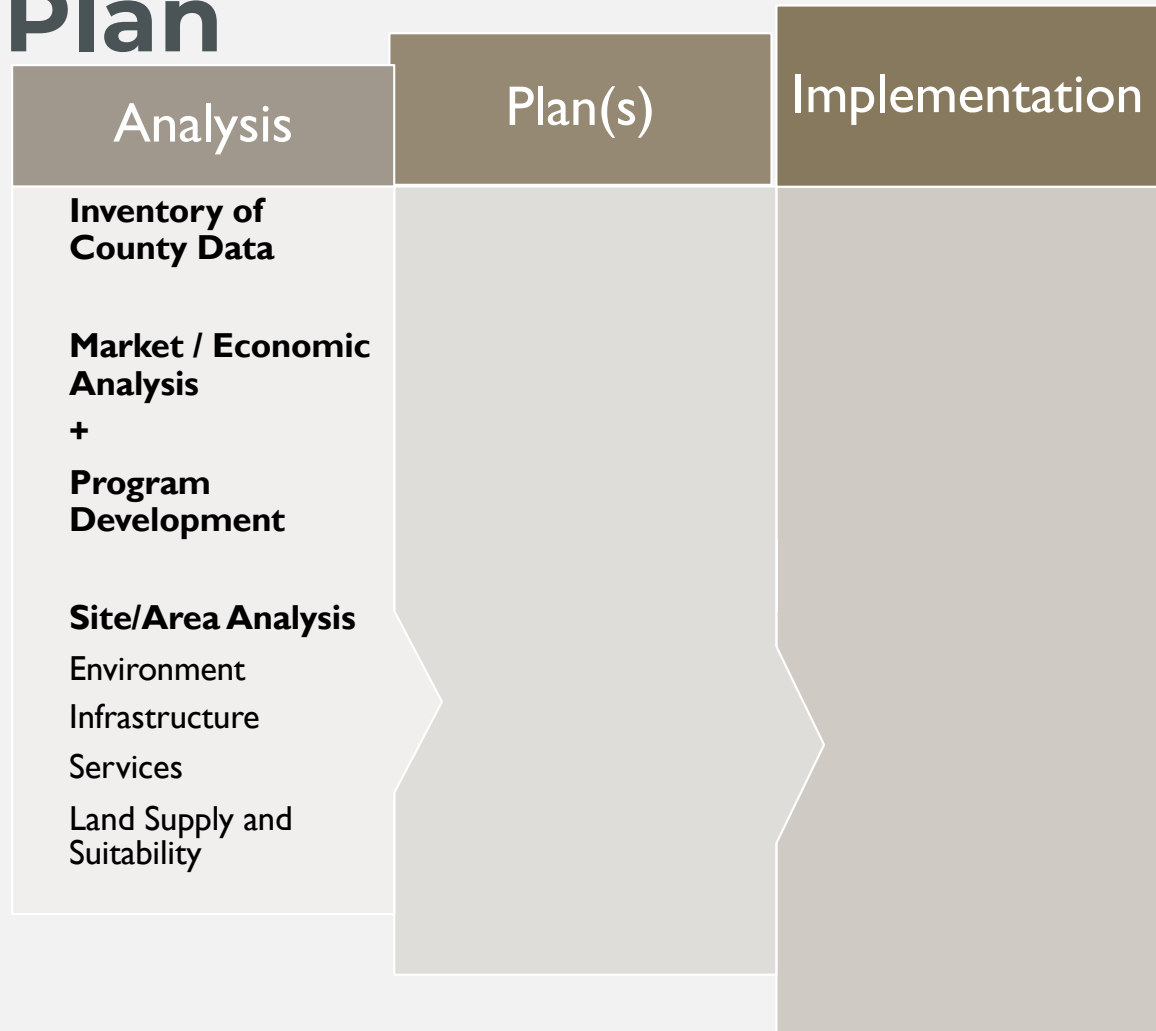 Plan
Analysis
Plan(s)
Implementation
Inventory of
County Data
Market / Economic
Analysis
+
Program
Development
Site/Area Analysis
Environment
Infrastructure
Services
Land Supply and
Suitability